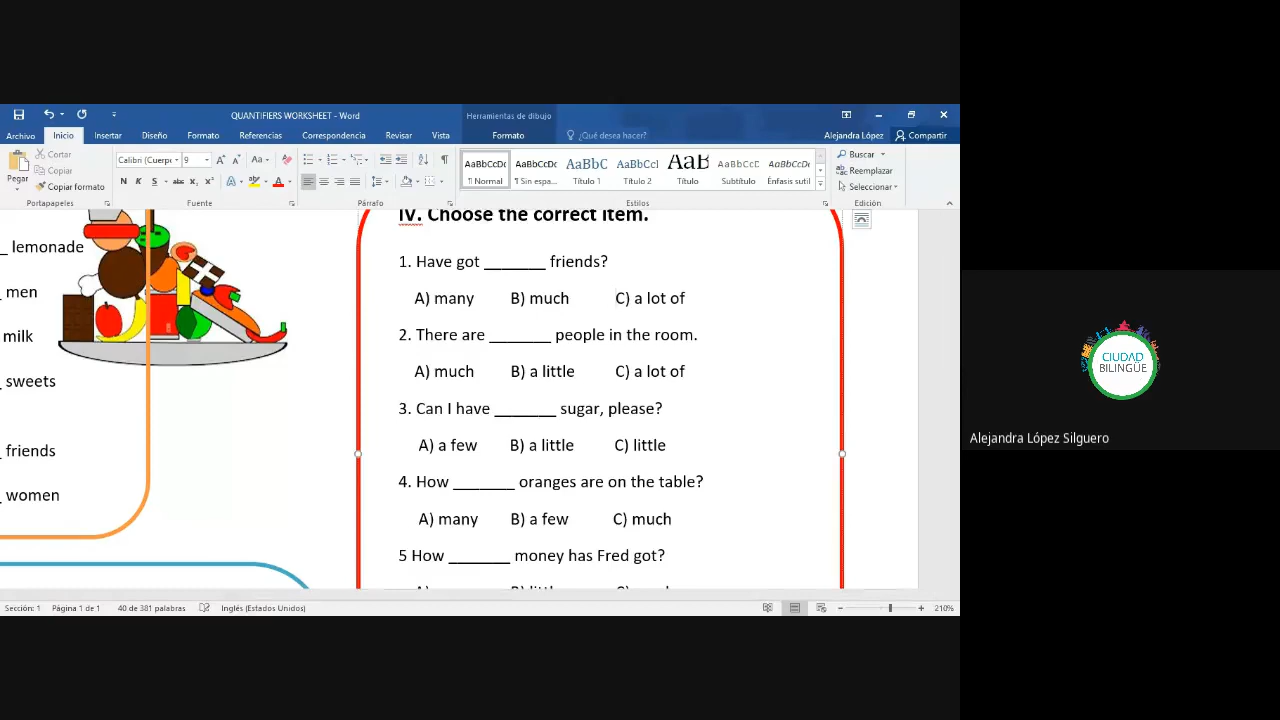 QUANTIFIERS WORKSHEET - Word
Herramientas de dibujo
Archivo Inicio Insertar Diseño Formato Referencias Correspondencia Revisar Vista Formato ¿Qué desea hacer? Alejandra López Compartir
Pegar
Cortar
Copiar
Copiar formato
Portapapeles
Calibri (Cuerp 9
N K S abc x₂ x²
Fuente
Párrafo
AaBbCcDc AaBbCcDc AaBbC AaBbCcI AaB AaBbCcD AaBbCcDc
¶ Normal ¶ Sin espa... Título 1 Título 2 Título Subtítulo Énfasis sutil
Estilos
Buscar
Reemplazar
Seleccionar
Edición
_ lemonade
men
milk
_ sweets
_ friends
_ women
IV. Choose the correct item.
1. Have got _______ friends?
A) many B) much C) a lot of
2. There are _______ people in the room.
A) much B) a little C) a lot of
3. Can I have _______ sugar, please?
A) a few B) a little C) little
4. How _______ oranges are on the table?
A) many B) a few C) much
5 How _______ money has Fred got?
Sección: 1 Página 1 de 1 40 de 381 palabras Inglés (Estados Unidos) 210%
CIUDAD
BILINGÜE
Alejandra López Silguero